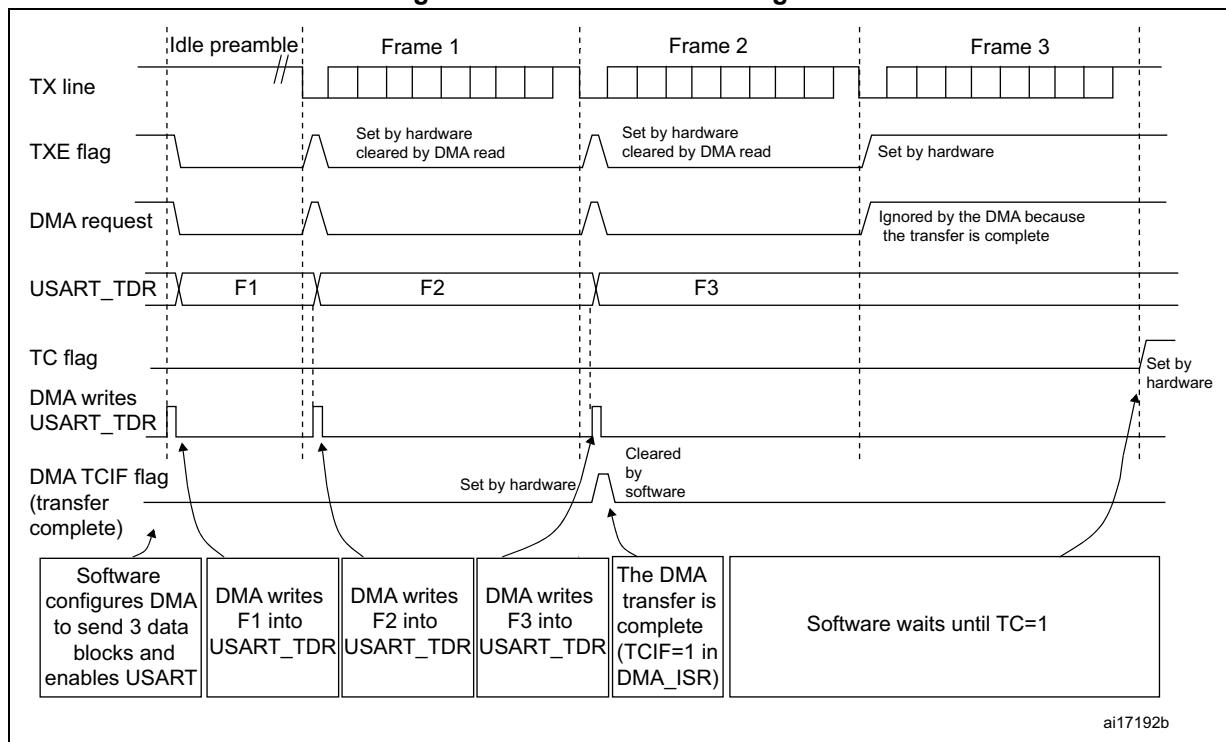 Idle preamble
Frame 1
Frame 2
Frame 3
TX line
TXE flag
Set by hardware
cleared by DMA read
Set by hardware
cleared by DMA read
Set by hardware
DMA request
Ignored by the DMA because
the transfer is complete
USART_TDR
F1
F2
F3
TC flag
Set by
hardware
DMA writes
USART_TDR
DMA TCIF flag
(transfer
complete)
Set by hardware
Cleared
by
software
Software
configures DMA
to send 3 data
blocks and
enables USART
DMA writes
F1 into
USART_TDR
DMA writes
F2 into
USART_TDR
DMA writes
F3 into
USART_TDR
The DMA
transfer is
complete
(TCIF=1 in
DMA_ISR)
Software waits until TC=1
ai17192b